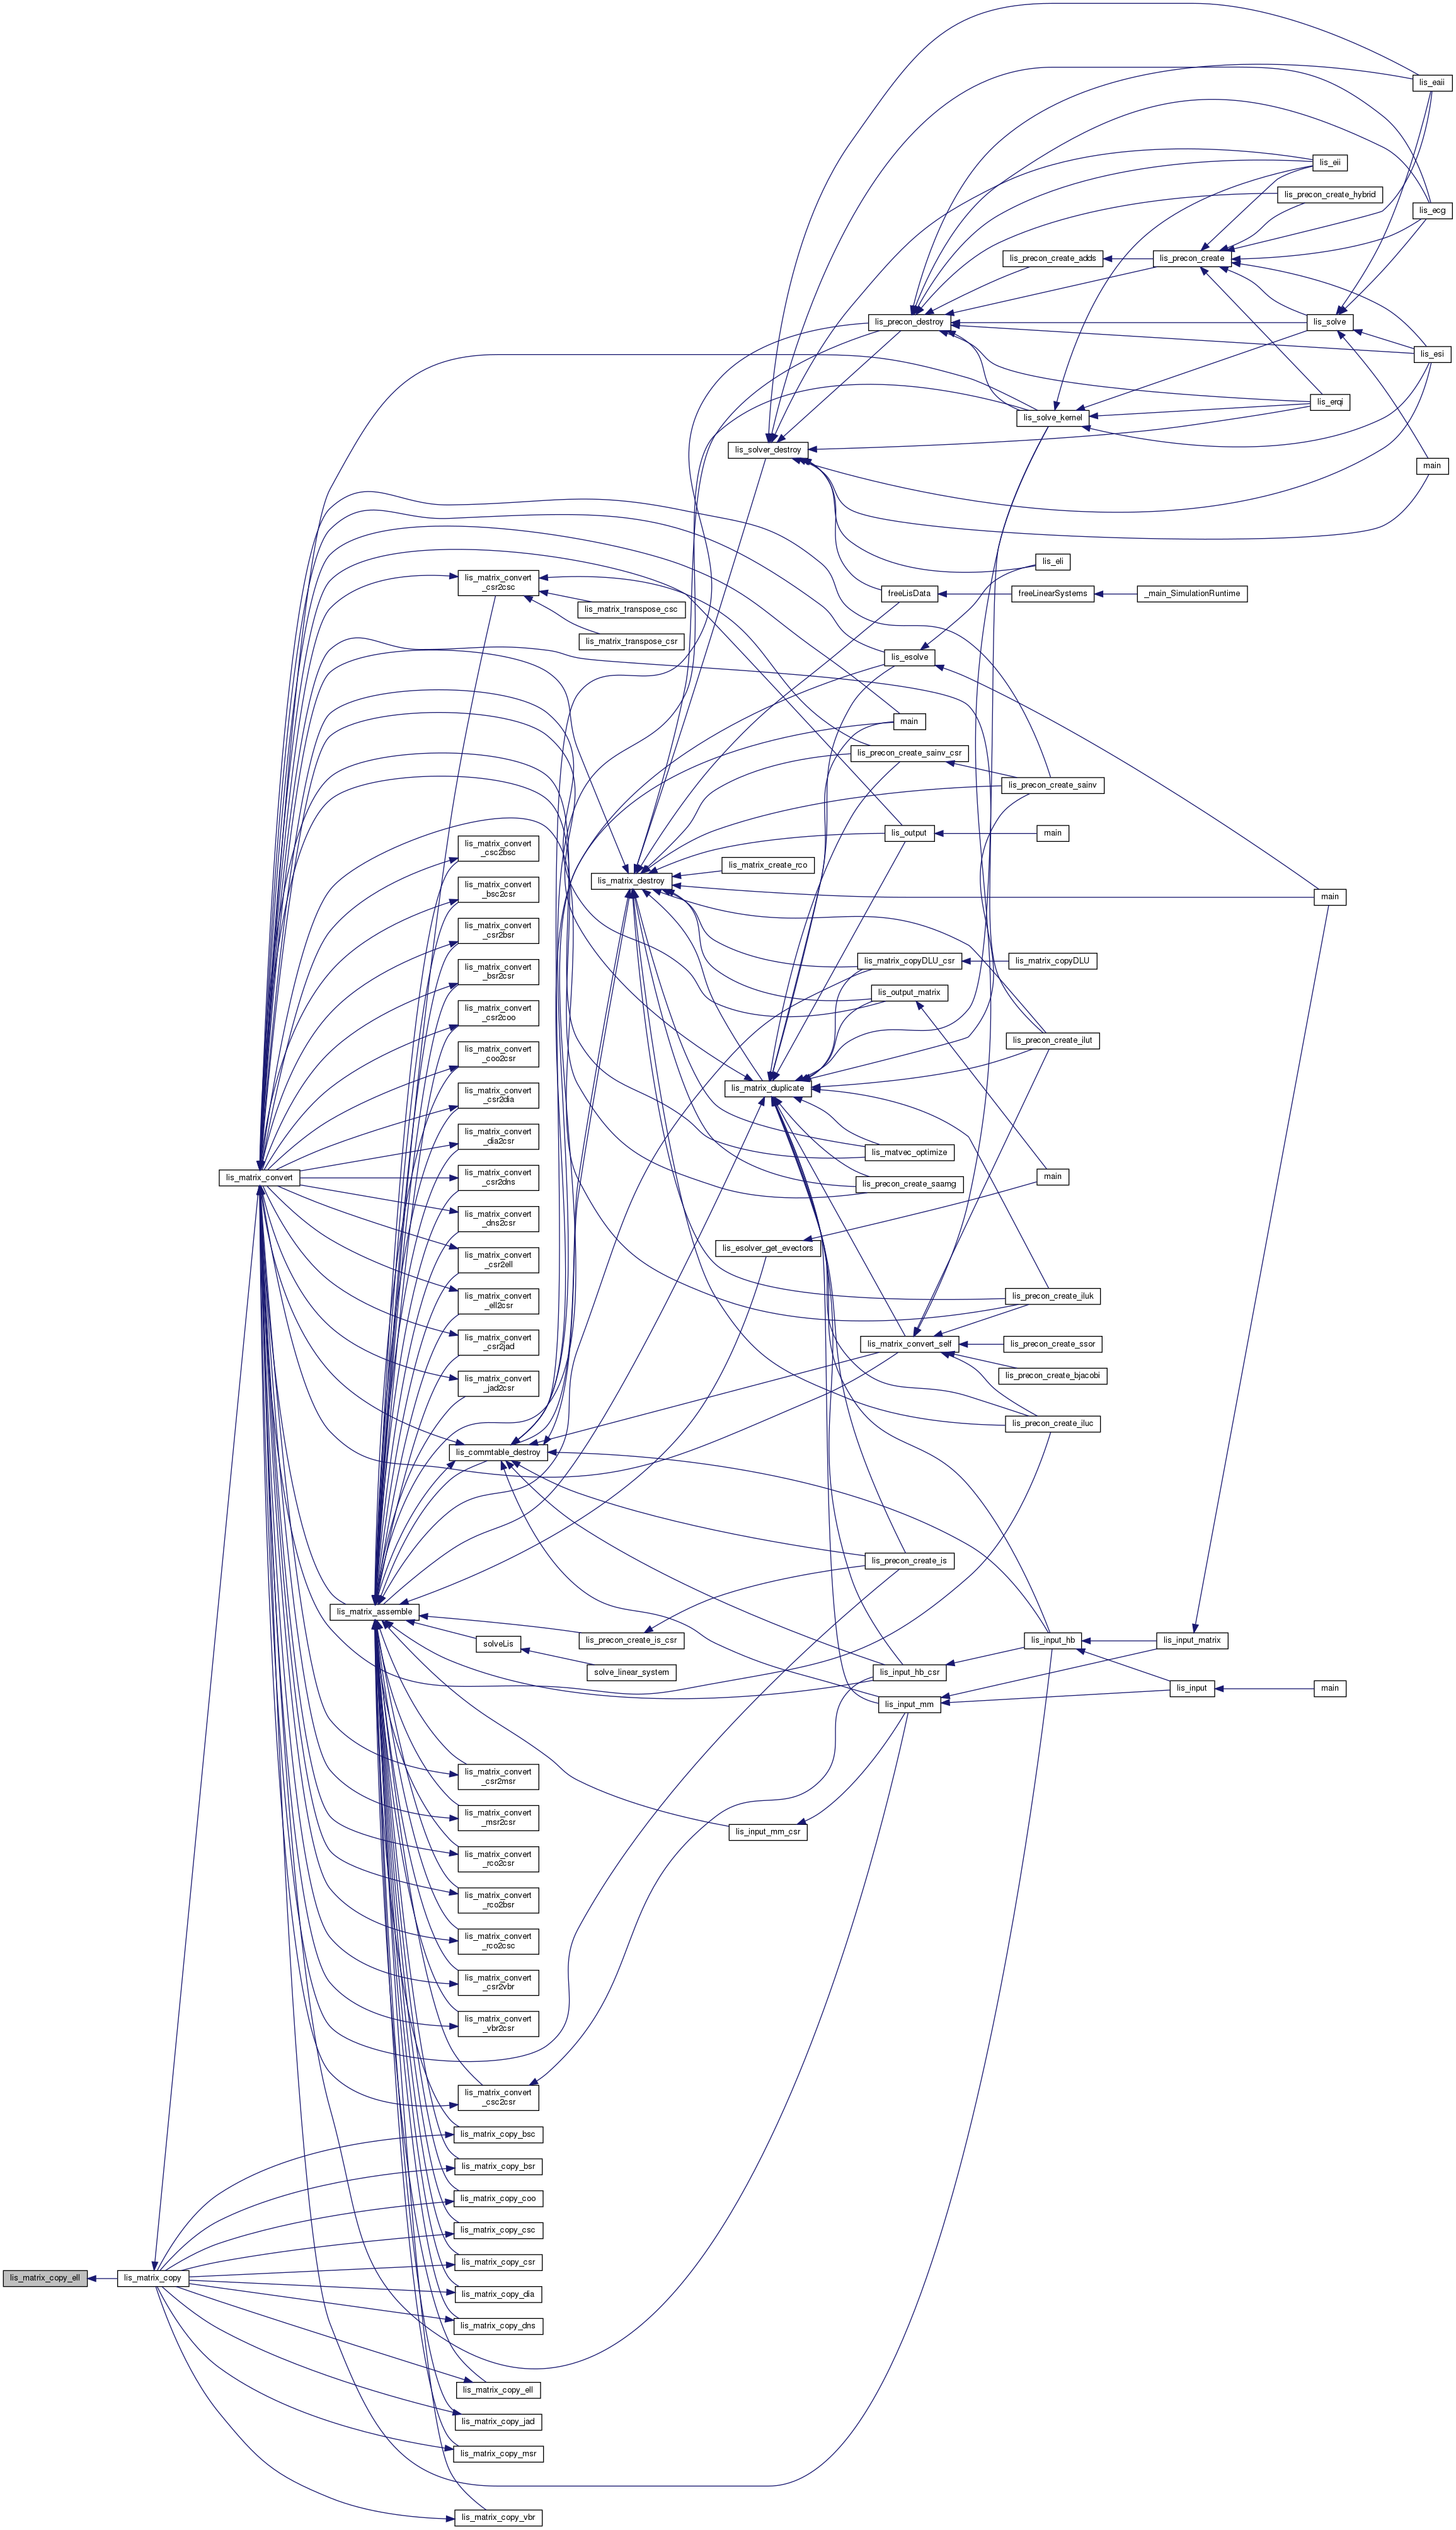 lis_eaii
lis_eii
lis_precon_create_hybrid
lis_ecg
lis_precon_create_adds
lis_precon_create
lis_precon_destroy
lis_solve
lis_esi
lis_erqi
lis_solve_kernel
lis_solver_destroy
main
lis_eli
lis_matrix_convert
_csr2csc
freeLisData
freeLinearSystems
_main_SimulationRuntime
lis_matrix_transpose_csc
lis_matrix_transpose_csr
lis_esolve
main
lis_precon_create_sainv_csr
lis_precon_create_sainv
lis_output
main
lis_matrix_convert
_csc2bsc
lis_matrix_create_rco
lis_matrix_destroy
lis_matrix_convert
_bsc2csr
main
lis_matrix_convert
_csr2bsr
lis_matrix_copyDLU_csr
lis_matrix_copyDLU
lis_matrix_convert
_bsr2csr
lis_output_matrix
lis_matrix_convert
_csr2coo
lis_precon_create_ilut
lis_matrix_convert
_coo2csr
lis_matrix_duplicate
lis_matrix_convert
_csr2dia
lis_matrix_convert
_dia2csr
lis_matvec_optimize
lis_matrix_convert
lis_matrix_convert
_csr2dns
main
lis_precon_create_saamg
lis_matrix_convert
_dns2csr
lis_esolver_get_evectors
lis_matrix_convert
_csr2ell
lis_matrix_convert
_ell2csr
lis_precon_create_iluk
lis_matrix_convert
_csr2jad
lis_matrix_convert_self
lis_precon_create_ssor
lis_matrix_convert
_jad2csr
lis_precon_create_bjacobi
lis_precon_create_iluc
lis_commtable_destroy
lis_precon_create_is
lis_matrix_assemble
lis_precon_create_is_csr
solveLis
lis_input_hb
lis_input_matrix
solve_linear_system
lis_input_hb_csr
lis_input
main
lis_input_mm
lis_matrix_convert
_csr2msr
lis_matrix_convert
_msr2csr
lis_input_mm_csr
lis_matrix_convert
_rco2csr
lis_matrix_convert
_rco2bsr
lis_matrix_convert
_rco2csc
lis_matrix_convert
_csr2vbr
lis_matrix_convert
_vbr2csr
lis_matrix_convert
_csc2csr
lis_matrix_copy_bsc
lis_matrix_copy_bsr
lis_matrix_copy_coo
lis_matrix_copy_csc
lis_matrix_copy_csr
lis_matrix_copy_ell
lis_matrix_copy
lis_matrix_copy_dia
lis_matrix_copy_dns
lis_matrix_copy_ell
lis_matrix_copy_jad
lis_matrix_copy_msr
lis_matrix_copy_vbr